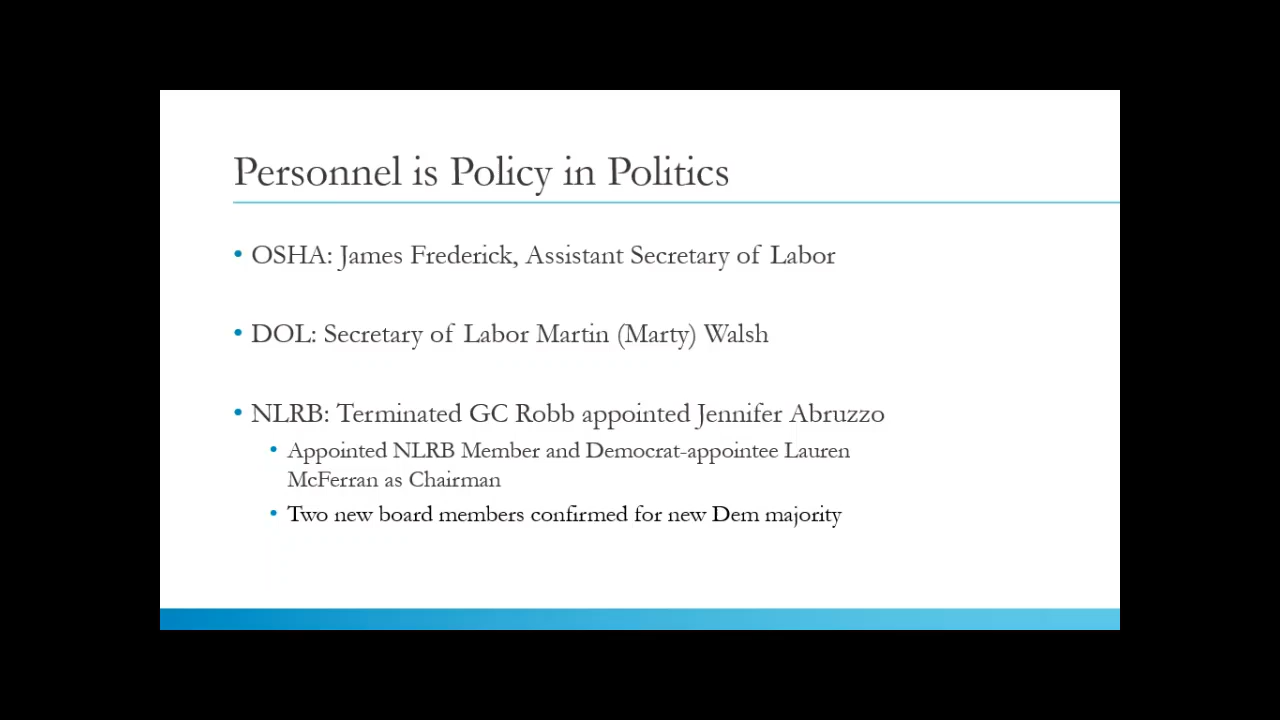 Personnel is Policy in Politics
• OSHA: James Frederick, Assistant Secretary of Labor
• DOL: Secretary of Labor Martin (Marty) Walsh
• NLRB: Terminated GC Robb appointed Jennifer Abruzzo
• Appointed NLRB Member and Democrat-appointee Lauren
McFerran as Chairman
• Two new board members confirmed for new Dem majority